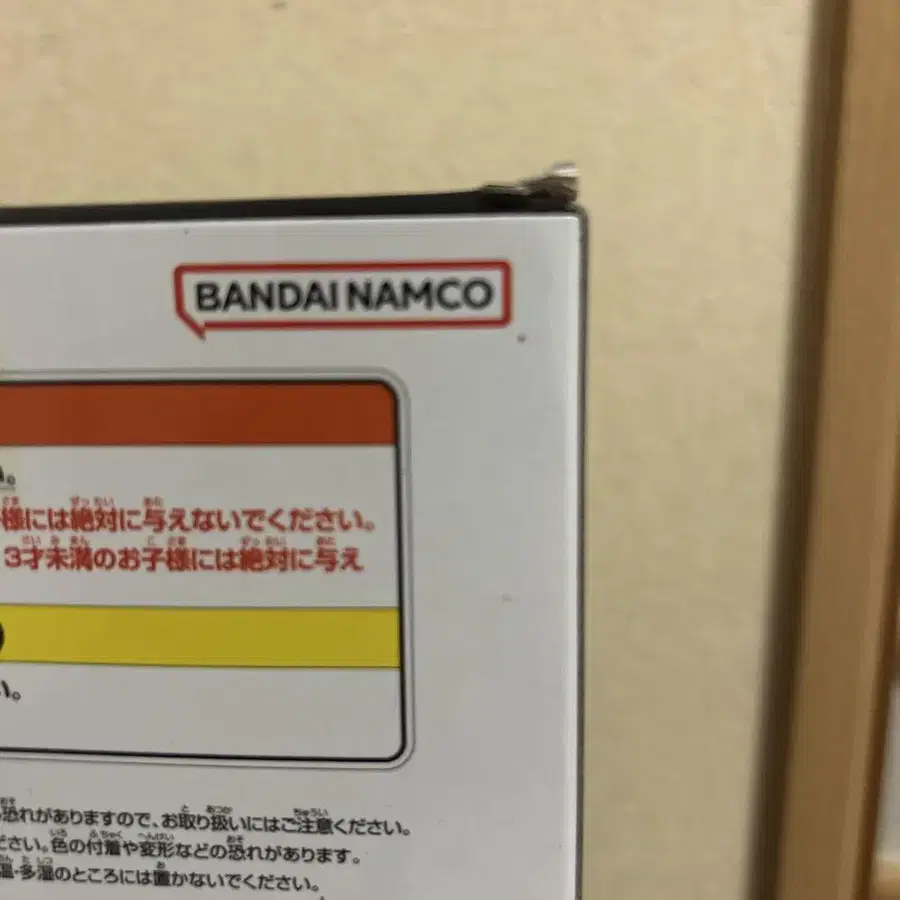 BANDAI NAMCO
い。
様には絶対に与えないでください。
3才未満のお子様には絶対に与え
い。
恐れがありますので、お取り扱いにはご注意ください。
ださい。色の付着や変形などの恐れがあります。
温・多湿のところには置かないでください。